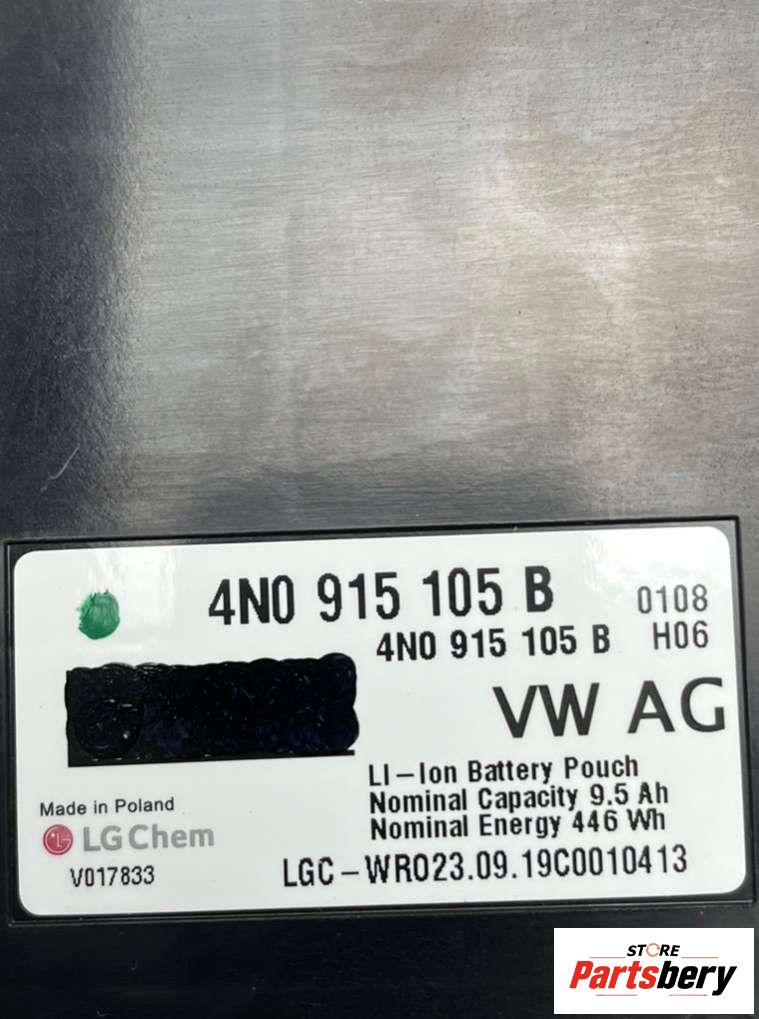 4N0 915 105 B
0108
4N0 915 105 B
H06
VW AG
LI-Ion Battery Pouch
Nominal Capacity 9.5 Ah
Nominal Energy 446 Wh
Made in Poland
LG Chem
V017833
LGC-WR023.09.19C0010413
STORE
Partsbery